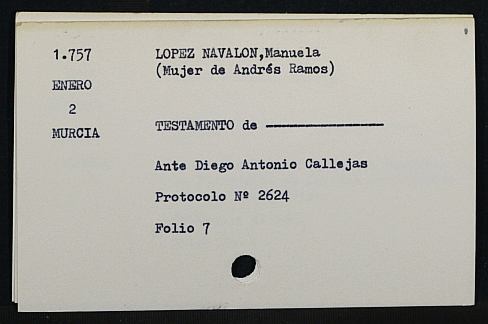 1.757
ENERO
2
MURCIA
LOPEZ NAVALON,Manuela
(Mujer de Andrés Ramos)
TESTAMENTO de ----------------
Ante Diego Antonio Callejas
Protocolo Nº 2624
Folio 7